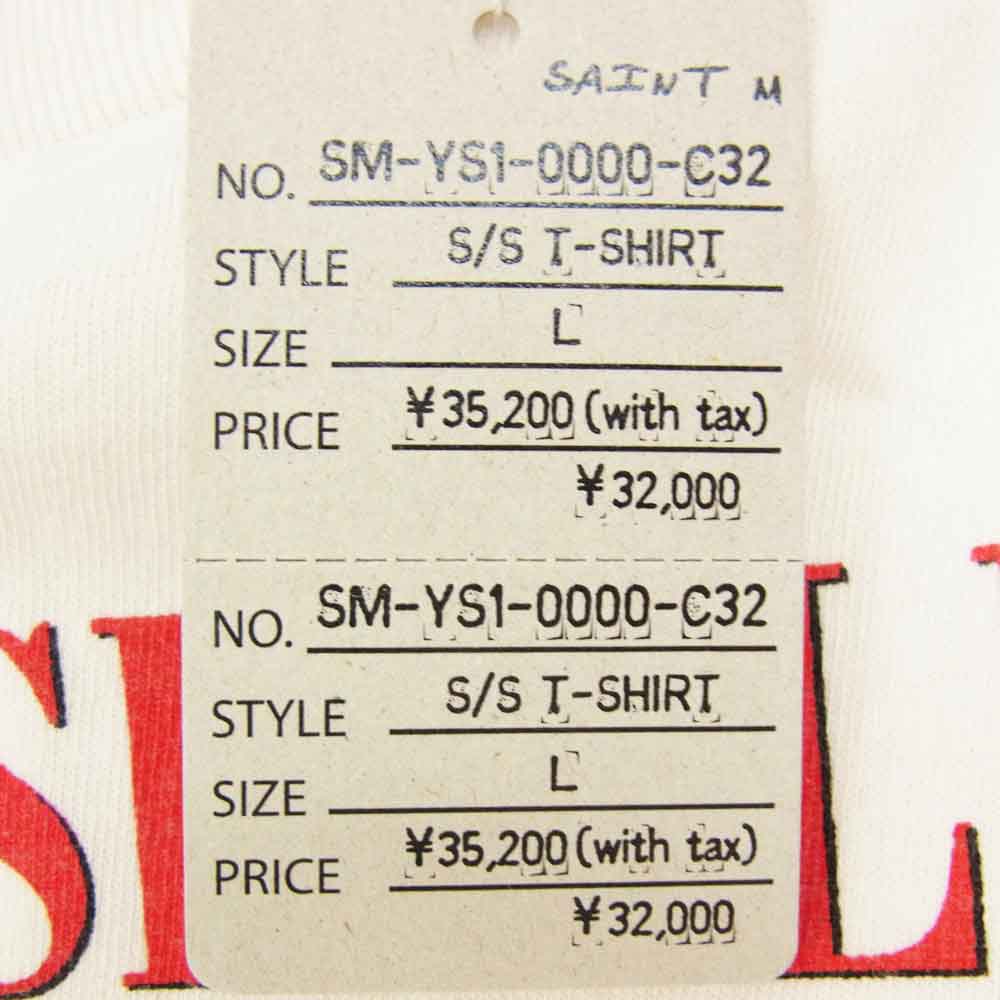 SAINT M
NO. SM-YS1-0000-C32
STYLE S/S T-SHIRT
SIZE L
PRICE ¥35,200 (with tax)
¥32,000
NO. SM-YS1-0000-C32
STYLE S/S T-SHIRT
SIZE L
PRICE ¥35,200 (with tax)
¥32,000